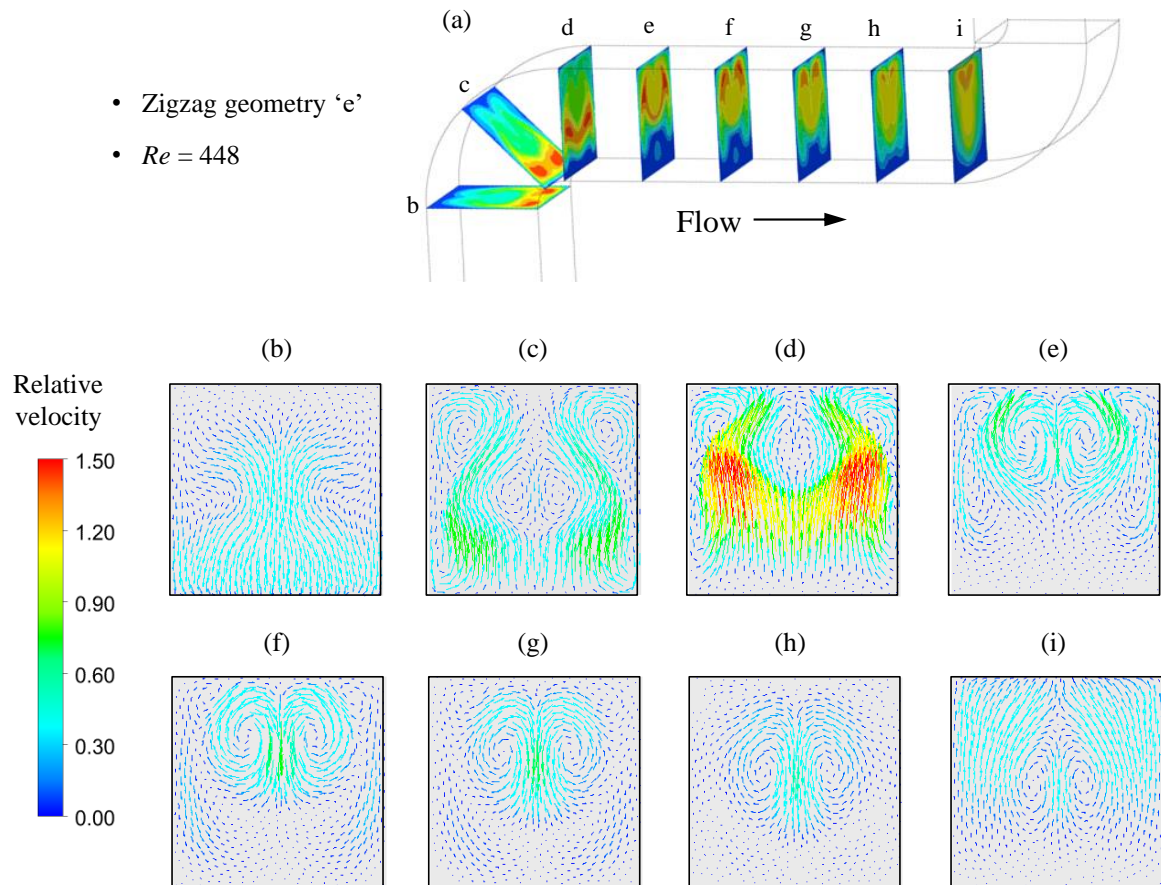 (a)
d e f g h i
c
b
• Zigzag geometry ‘e’
• Re = 448
Flow
(b) (c) (d) (e)
Relative
velocity
1.50
1.20
0.90
0.60
0.30
0.00
(f) (g) (h) (i)